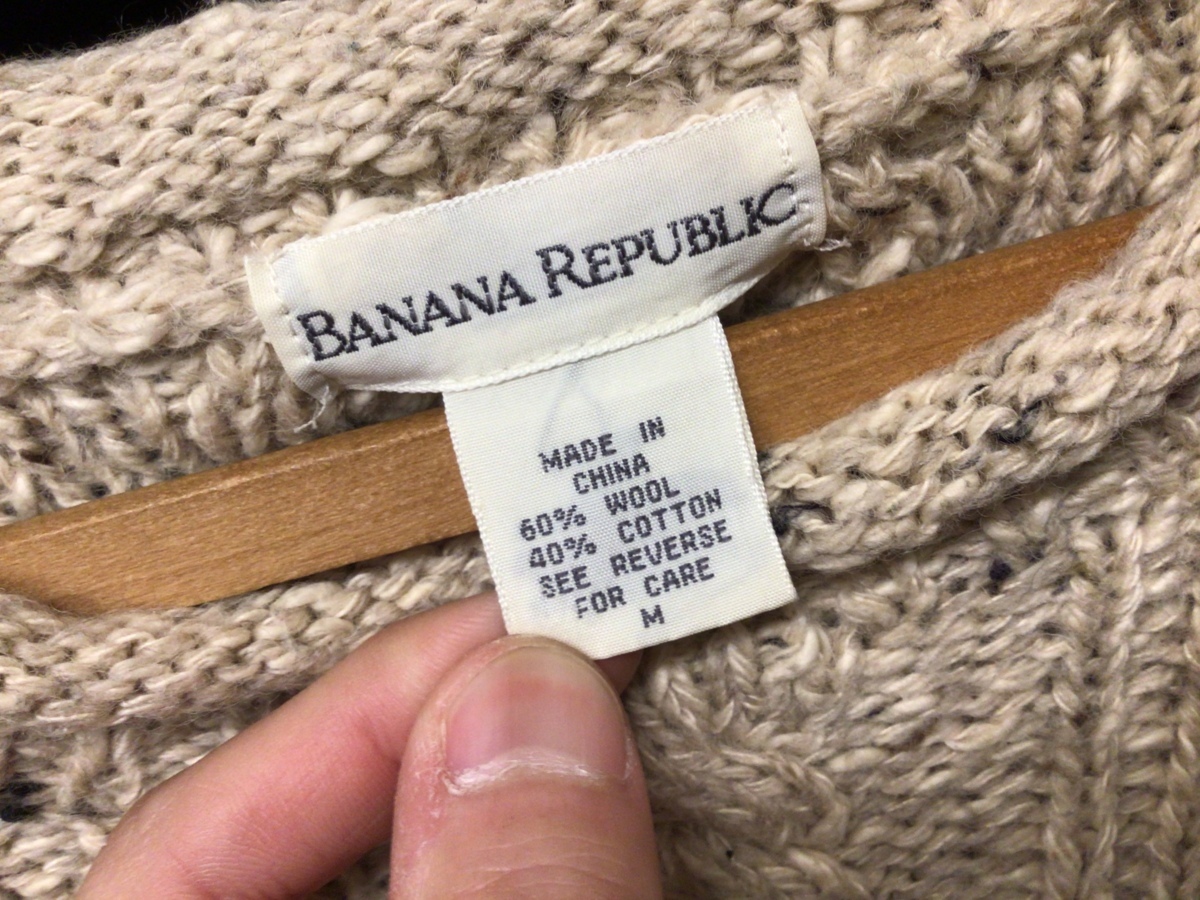 BANANA REPUBLIC
MADE IN
CHINA
60% WOOL
40% COTTON
SEE REVERSE
FOR CARE
M